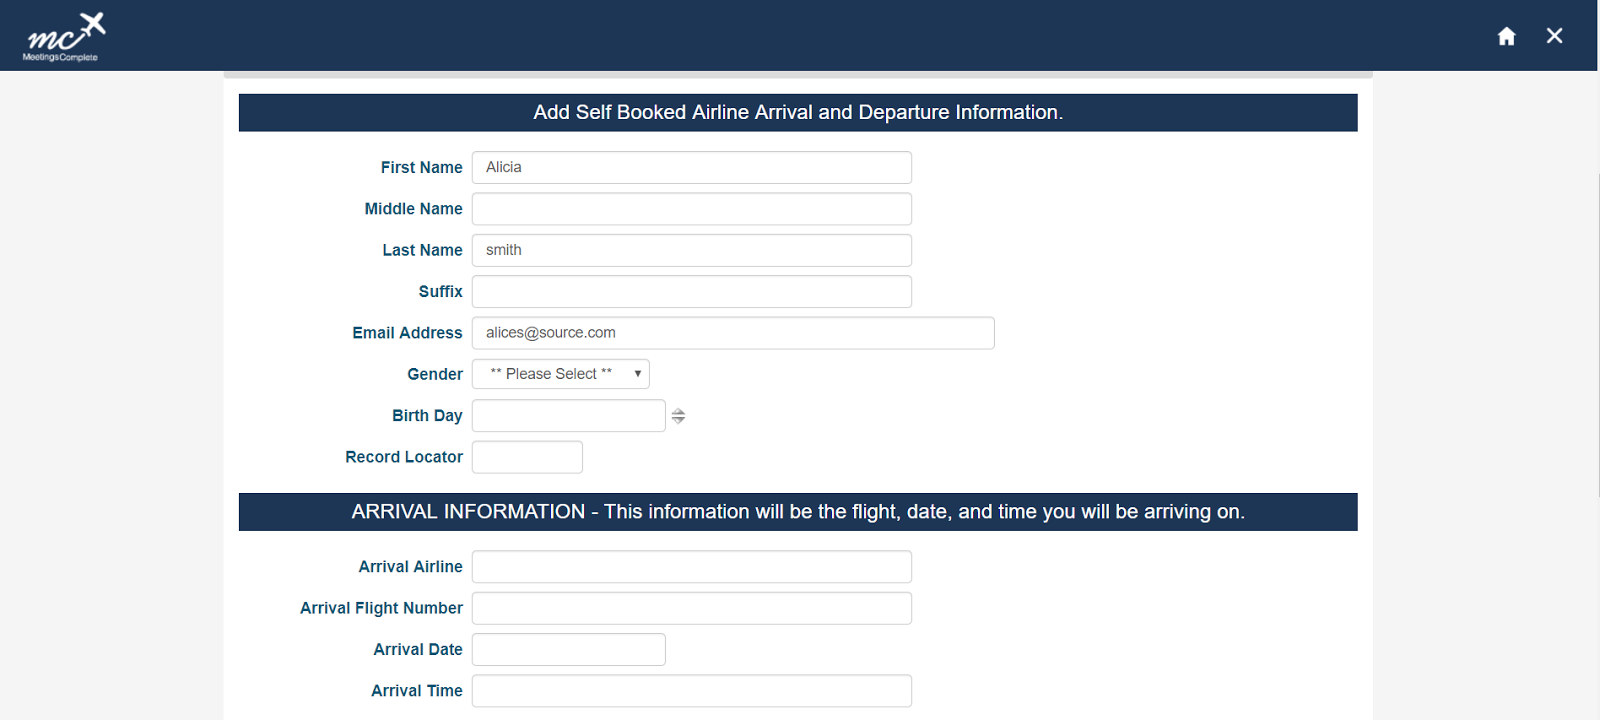 mc
MeetingsComplete
Add Self Booked Airline Arrival and Departure Information.
First Name Alicia
Middle Name
Last Name smith
Suffix
Email Address alices@source.com
Gender ** Please Select **
Birth Day
Record Locator
ARRIVAL INFORMATION - This information will be the flight, date, and time you will be arriving on.
Arrival Airline
Arrival Flight Number
Arrival Date
Arrival Time